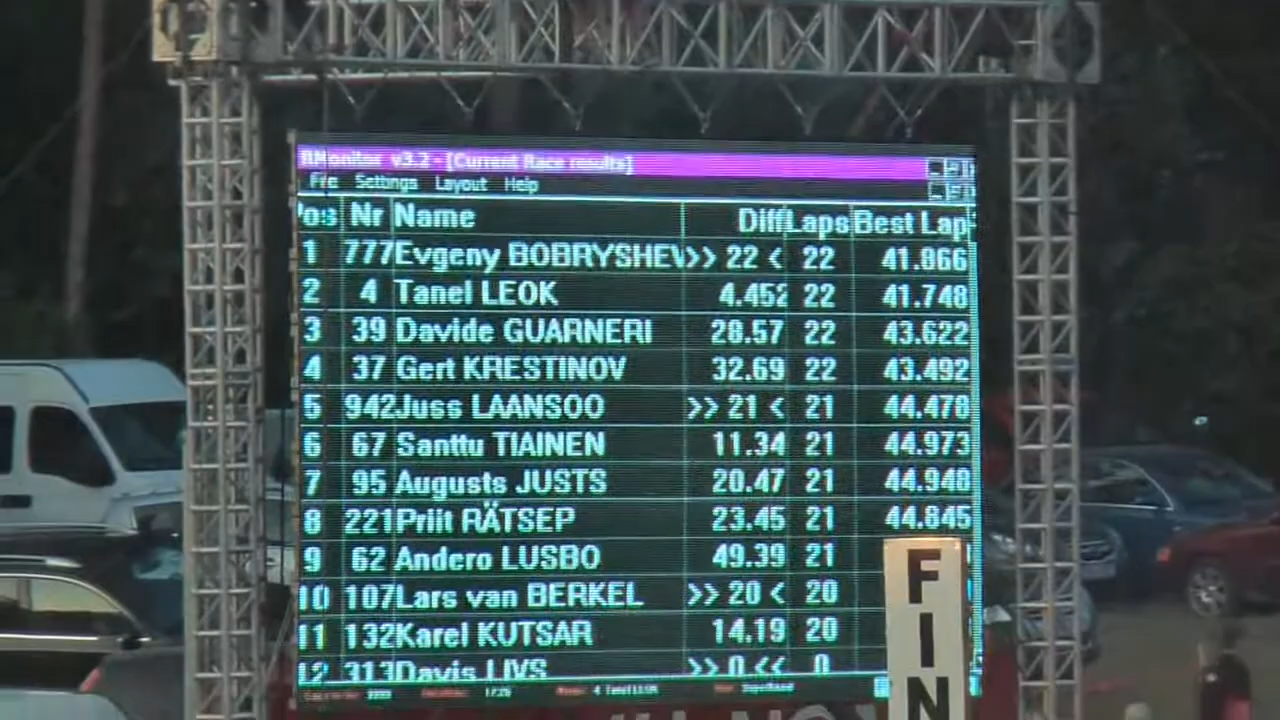 RMonitor v3.2 - [Current Race results]
File Settings Layout Help
Pos Nr Name Diff Laps Best Lap
1 777 Evgeny BOBRYSHEV >> 22 < 22 41.866
2 4 Tanel LEOK 4.452 22 41.748
3 39 Davide GUARNERI 28.57 22 43.622
4 37 Gert KRESTINOV 32.69 22 43.492
5 942 Juss LAANSOO >> 21 < 21 44.478
6 67 Santtu TIAINEN 11.34 21 44.973
7 95 Augusts JUSTS 20.47 21 44.948
8 221 Priit RÄTSEP 23.45 21 44.845
9 62 Andero LUSBO 49.39 21
10 107 Lars van BERKEL >> 20 < 20
11 132 Karel KUTSAR 14.19 20
12 313 Davis LIVS >> 0 << 0
FIN